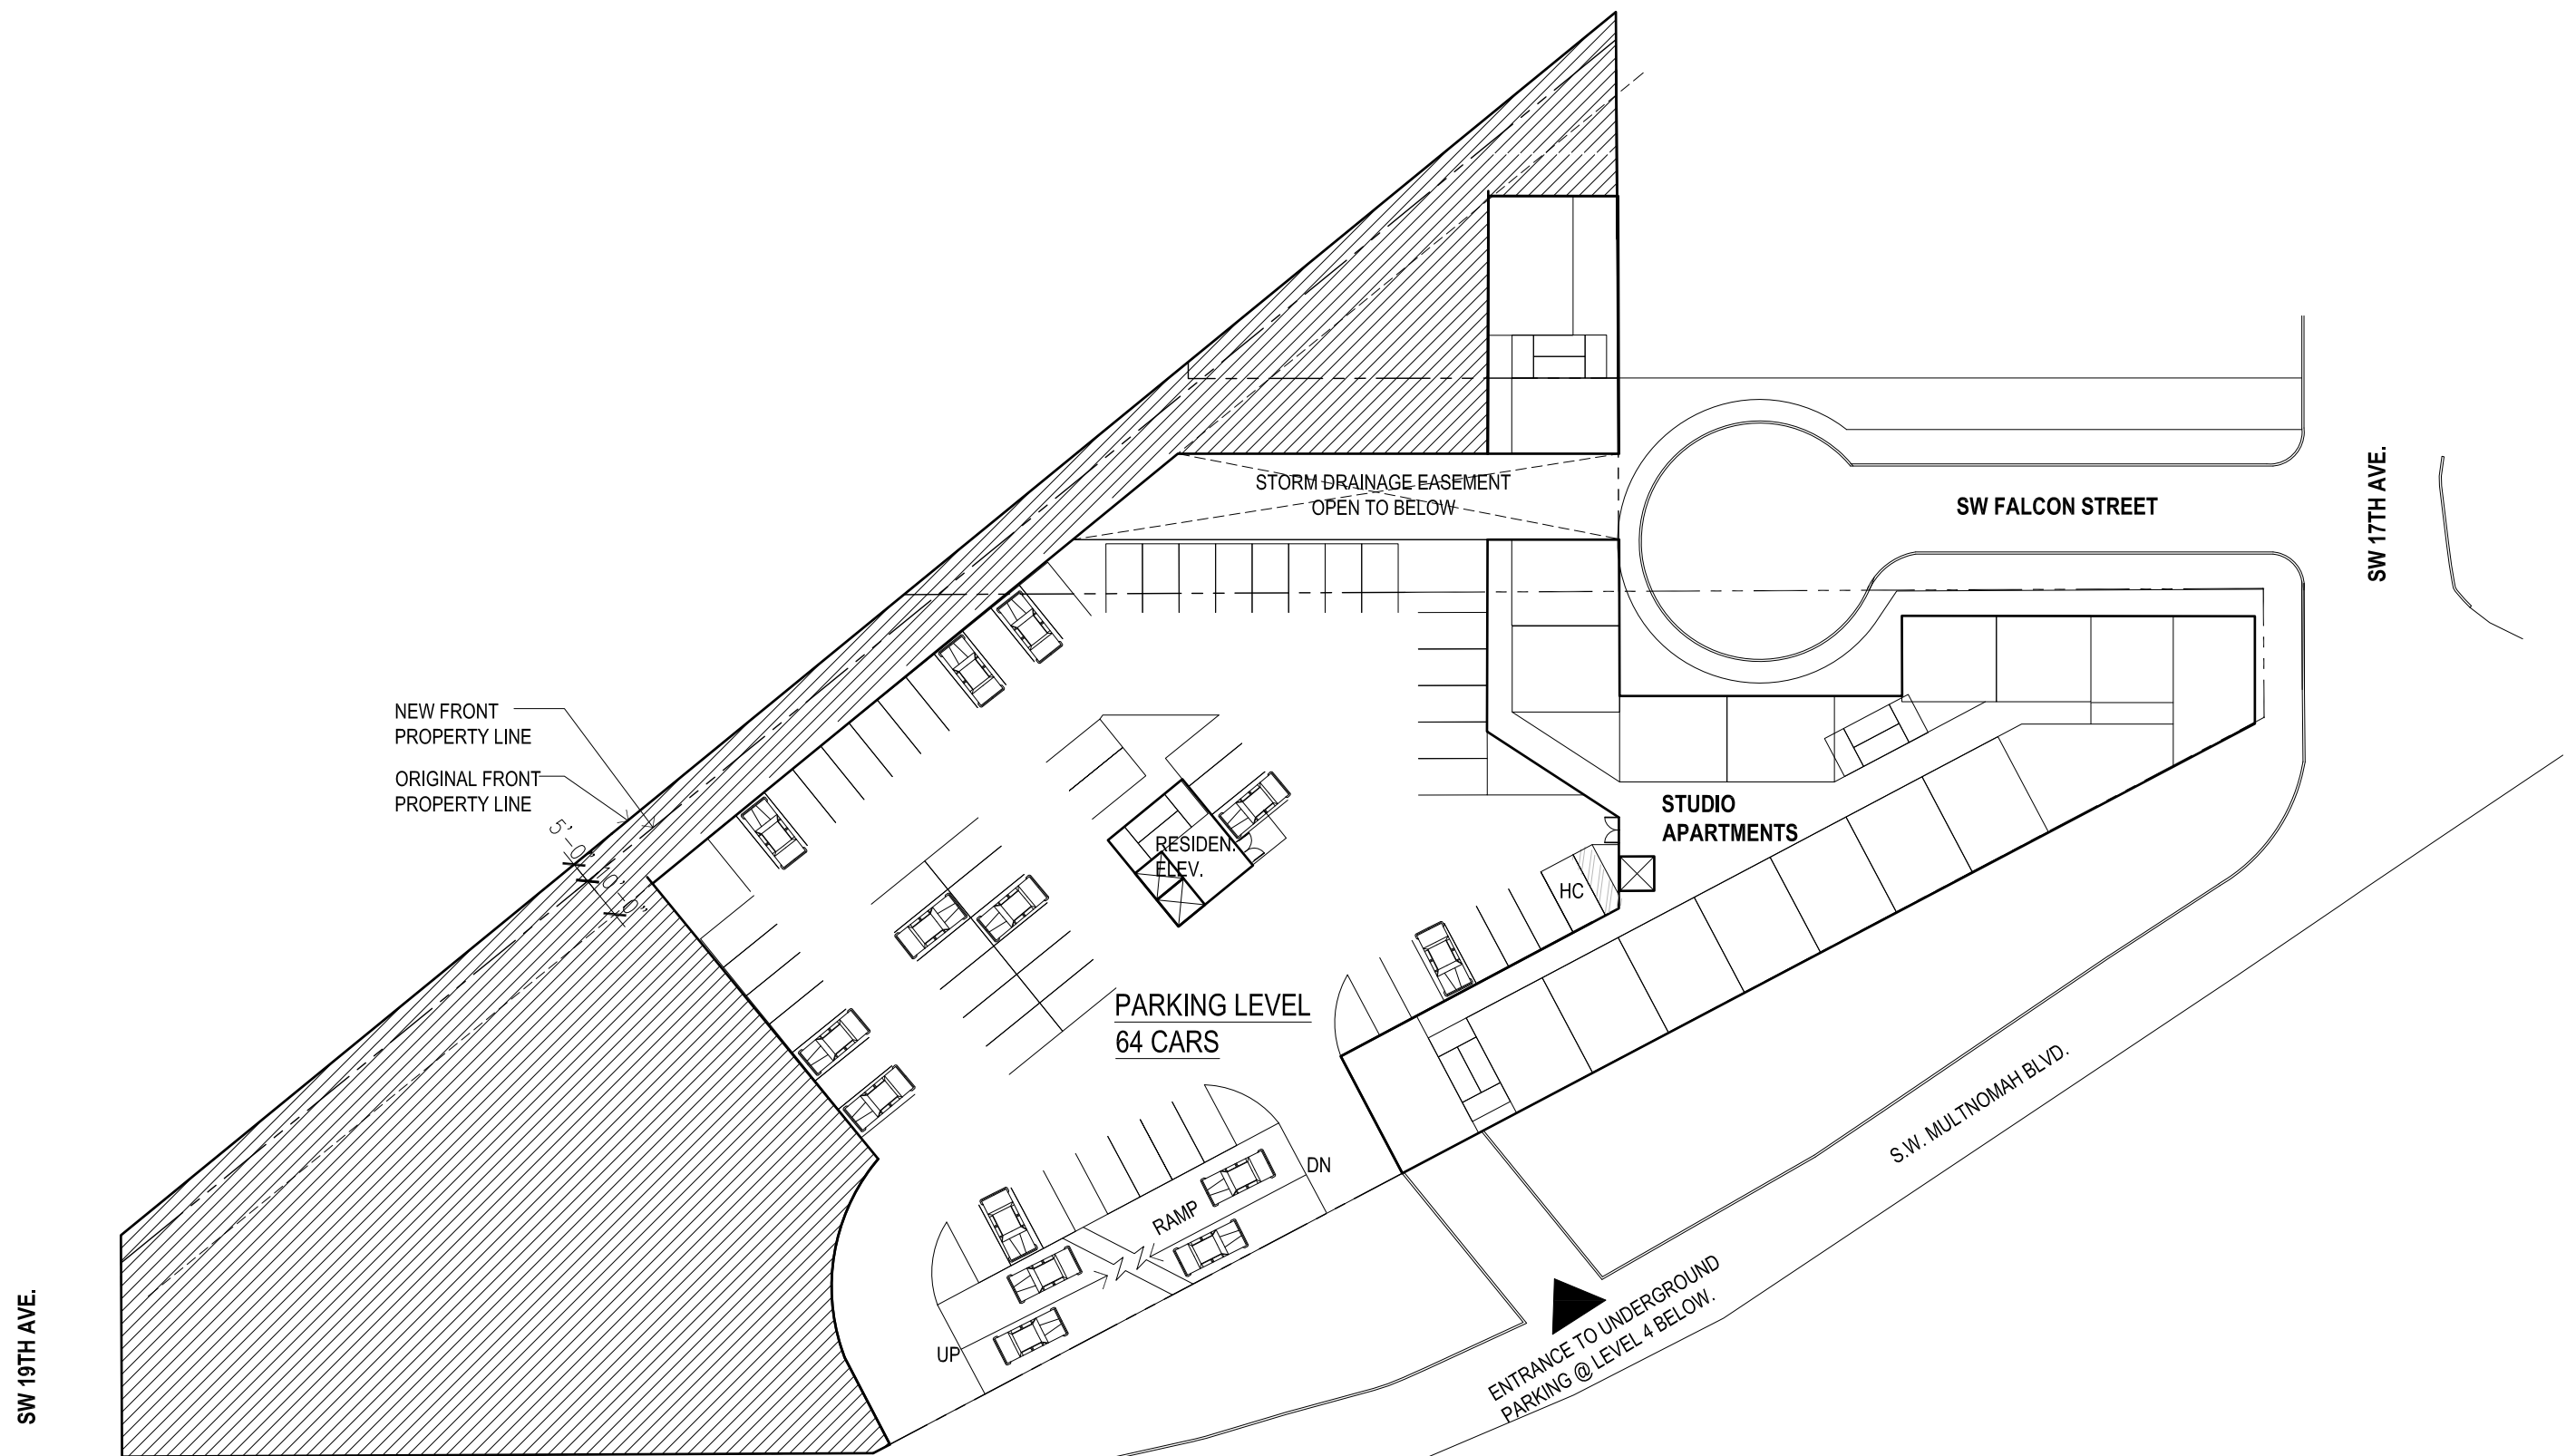 STORM DRAINAGE EASEMENT
OPEN TO BELOW
SW FALCON STREET
SW 17TH AVE.
NEW FRONT
PROPERTY LINE
ORIGINAL FRONT
PROPERTY LINE
5'-0"
STUDIO
APARTMENTS
RESIDEN.
ELEV.
HC
PARKING LEVEL
64 CARS
S.W. MULTNOMAH BLVD.
DN
RAMP
UP
ENTRANCE TO UNDERGROUND
PARKING @ LEVEL 4 BELOW.
SW 19TH AVE.